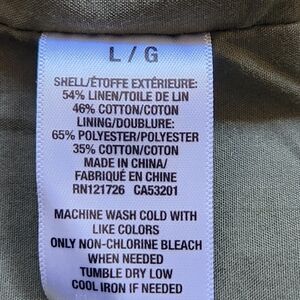 L / G
SHELL/ÉTOFFE EXTÉRIEURE:
54% LINEN/TOILE DE LIN
46% COTTON/COTON
LINING/DOUBLURE:
65% POLYESTER/POLYESTER
35% COTTON/COTON
MADE IN CHINA/
FABRIQUÉ EN CHINE
RN121726 CA53201
MACHINE WASH COLD WITH
LIKE COLORS
ONLY NON-CHLORINE BLEACH
WHEN NEEDED
TUMBLE DRY LOW
COOL IRON IF NEEDED